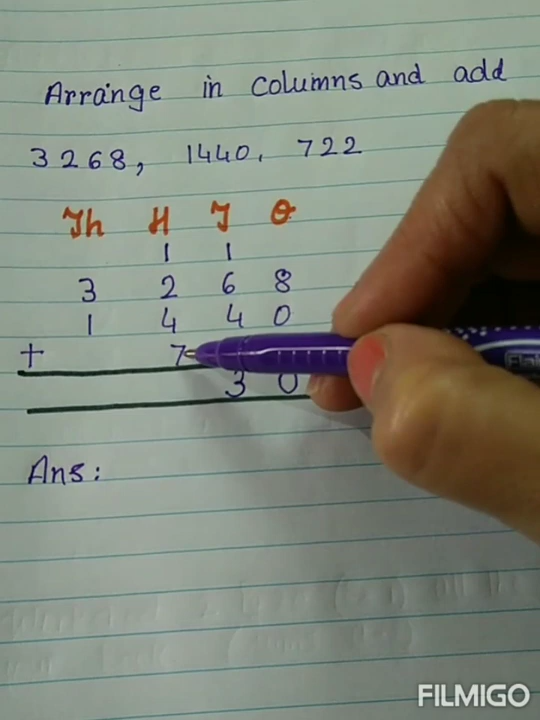 Arrange in columns and add
3268, 1440, 722
Th H T O
1 1
3 2 6 8
1 4 4 0
+ 7
3 0
Ans:
FILMIGO